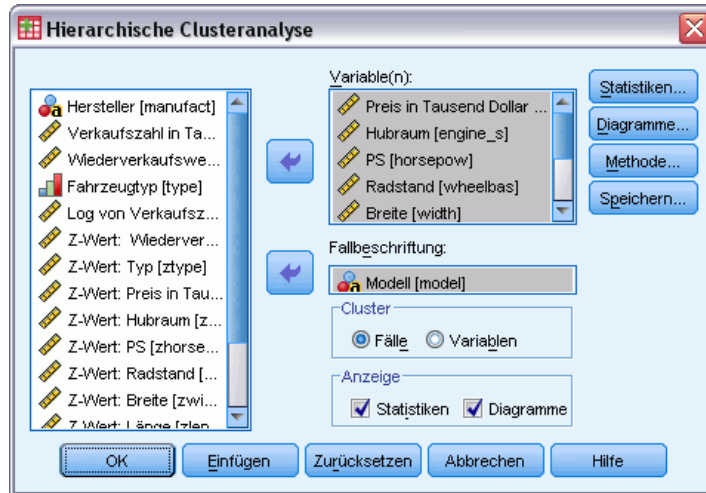 Hierarchische Clusteranalyse
Hersteller [manufact]
Verkaufszahl in Ta...
Wiederverkaufswe...
Fahrzeugtyp [type]
Log von Verkaufsz...
Z-Wert: Wiederver...
Z-Wert: Typ [ztype]
Z-Wert: Preis in Tau...
Z-Wert: Hubraum [z...
Z-Wert: PS [zhorse...
Z-Wert: Radstand [...
Z-Wert: Breite [zwi...
Z-Wert: Länge [zlen...
Variable(n):
Preis in Tausend Dollar ...
Hubraum [engine_s]
PS [horsepow]
Radstand [wheelbas]
Breite [width]
Fallbeschriftung:
Modell [model]
Cluster
Fälle Variablen
Anzeige
Statistiken Diagramme
Statistiken...
Diagramme...
Methode...
Speichern...
OK Einfügen Zurücksetzen Abbrechen Hilfe